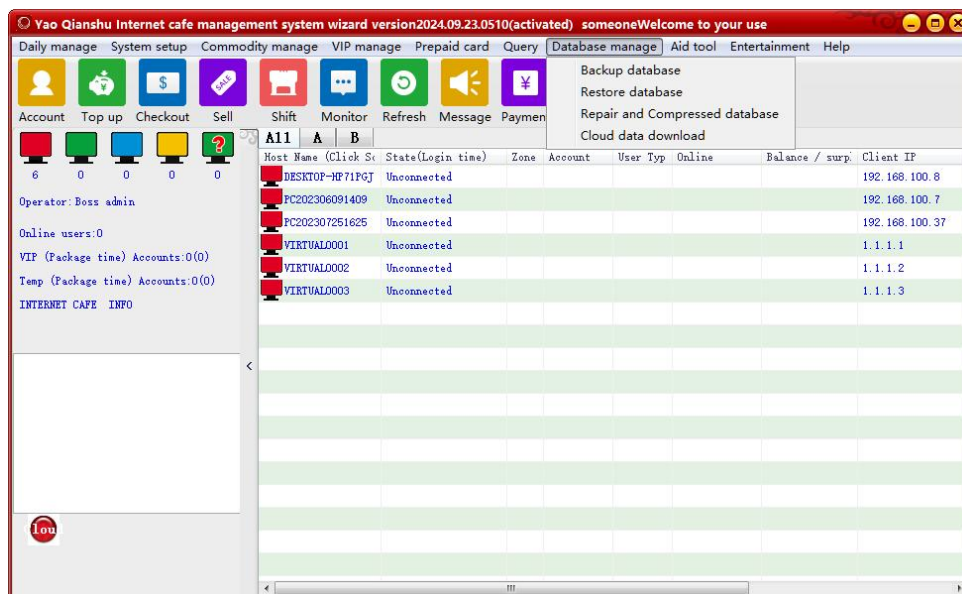 Yao Qianshu Internet cafe management system wizard version2024.09.23.0510(activated) someoneWelcome to your use
Daily manage System setup Commodity manage VIP manage Prepaid card Query Database manage Aid tool Entertainment Help
Backup database
Restore database
Repair and Compressed database
Cloud data download
$ SALE ¥
Account Top up Checkout Sell Shift Monitor Refresh Message Paymen
?
6 0 0 0 0
Operator:Boss admin
Online users:0
VIP (Package time) Accounts:0(0)
Temp (Package time) Accounts:0(0)
INTERNET CAFE INFO
lou
All A B
Host Name (Click Sc State(Login time) Zone Account User Typ Online Balance / surp. Client IP
DESKTOP-HP71PGJ Unconnected 192.168.100.8
PC202306091409 Unconnected 192.168.100.7
PC202307251625 Unconnected 192.168.100.37
VIRTUAL0001 Unconnected 1.1.1.1
VIRTUAL0002 Unconnected 1.1.1.2
VIRTUAL0003 Unconnected 1.1.1.3